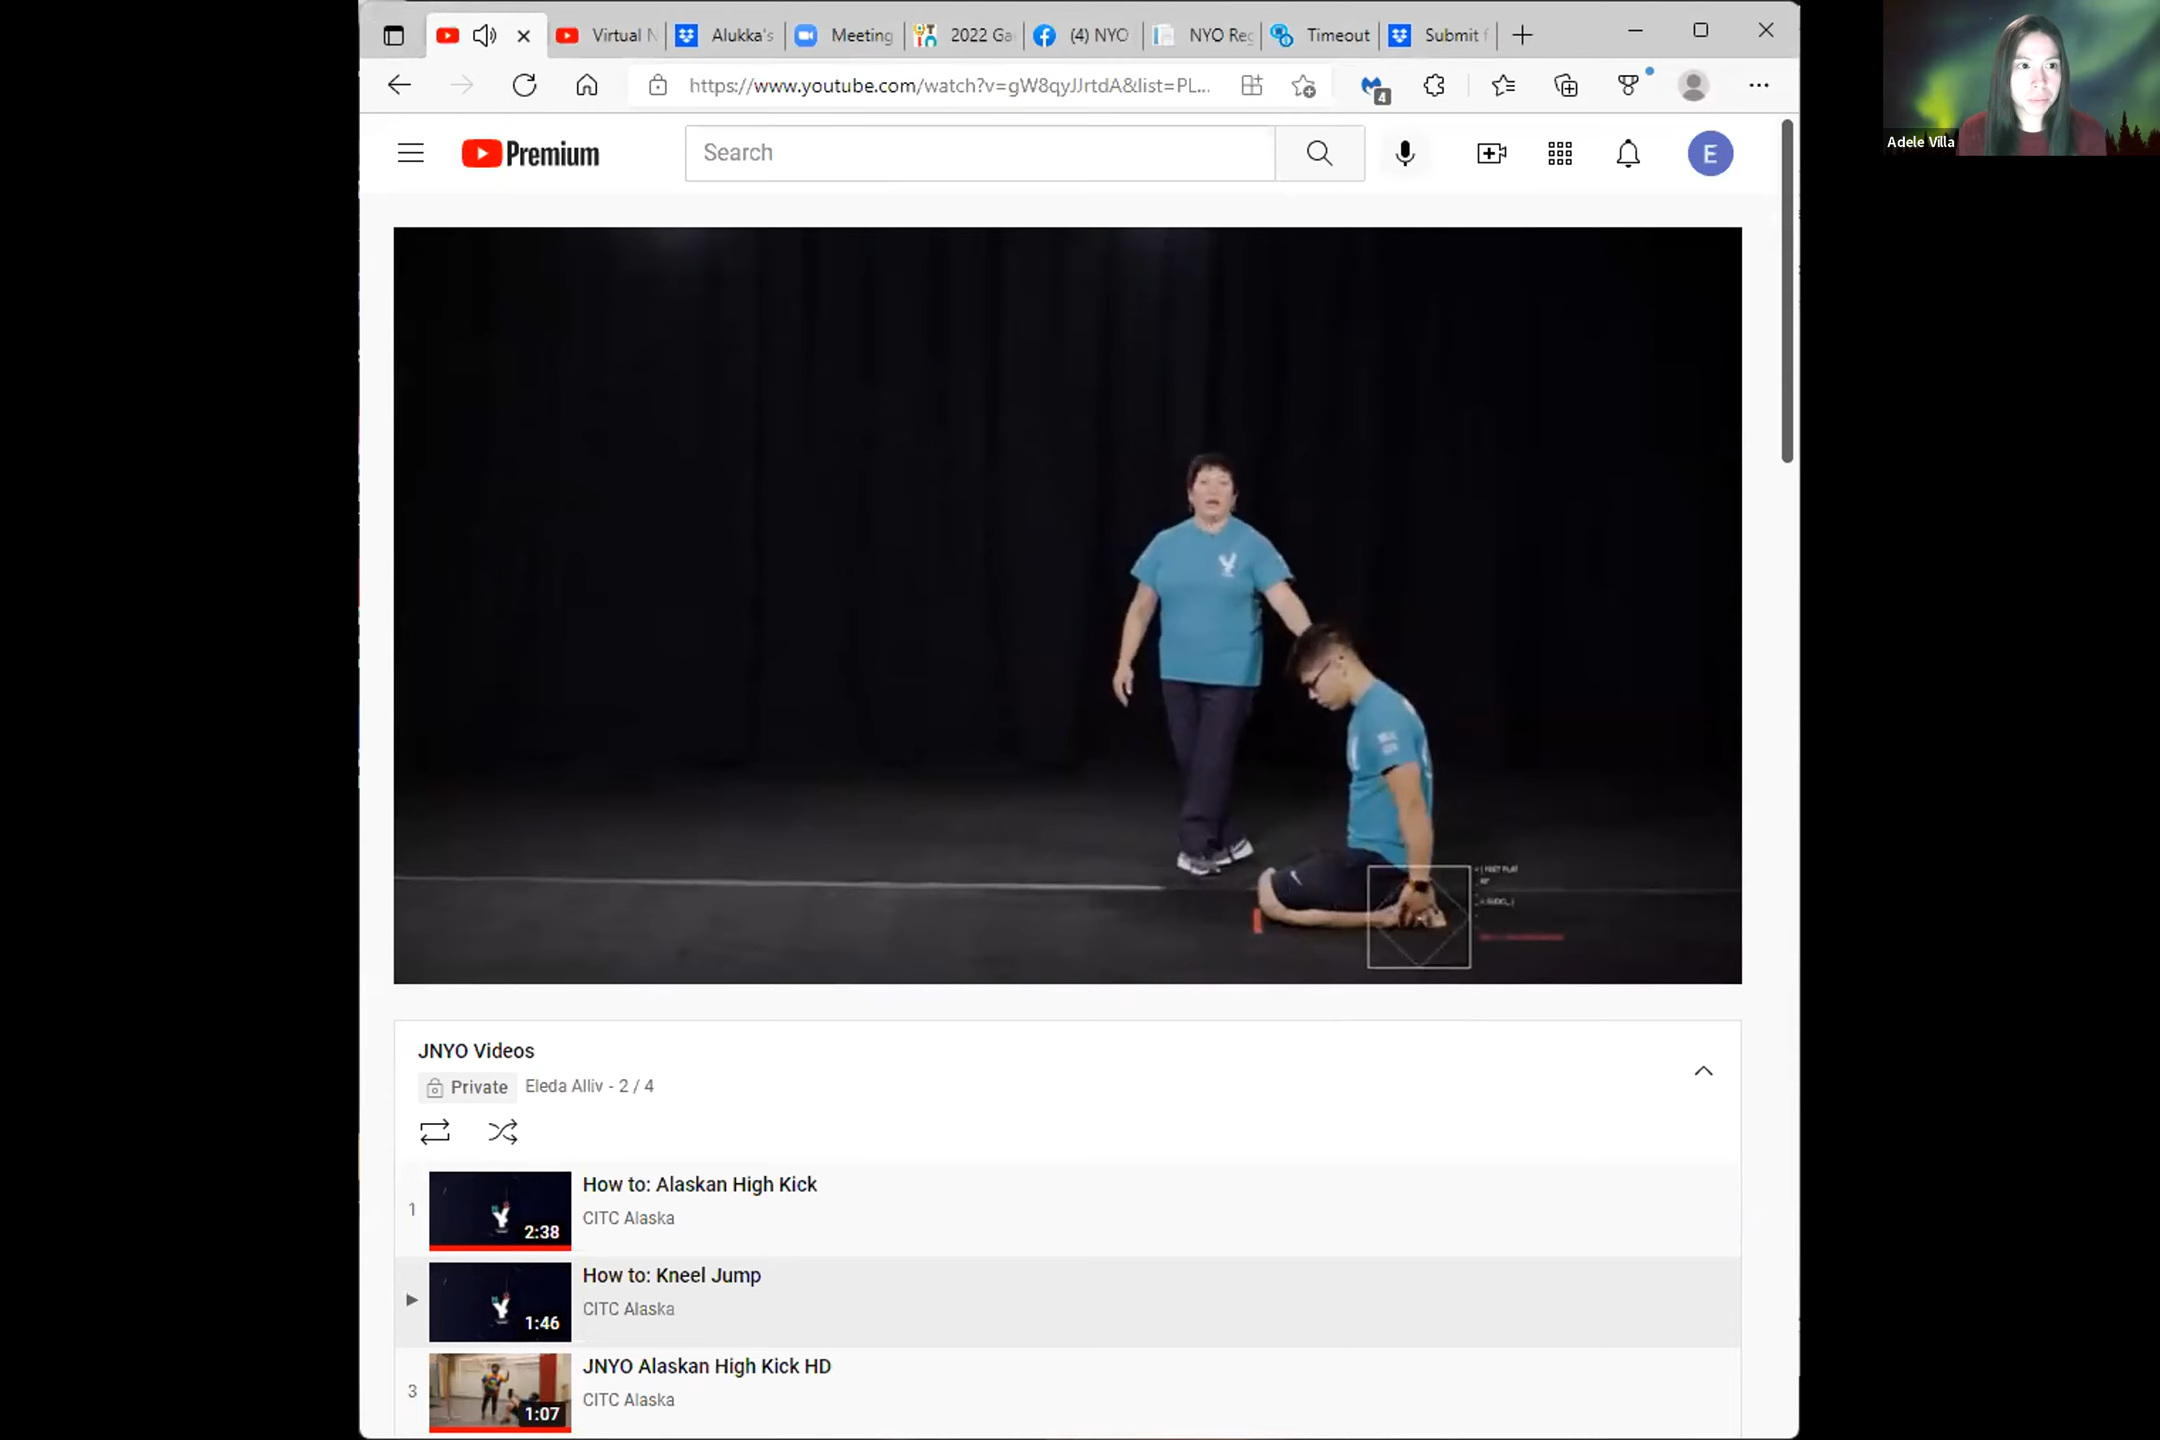 Virtual N
Alukka's
Meeting
2022 Ga
(4) NYO
NYO Reg
Timeout
Submit f
https://www.youtube.com/watch?v=gW8qyJJrtdA&list=PL...
4
Premium
Search
E
Adele Villa
JNYO Videos
Private
Eleda Alliv - 2 / 4
1
2:38
How to: Alaskan High Kick
CITC Alaska
1:46
How to: Kneel Jump
CITC Alaska
3
1:07
JNYO Alaskan High Kick HD
CITC Alaska